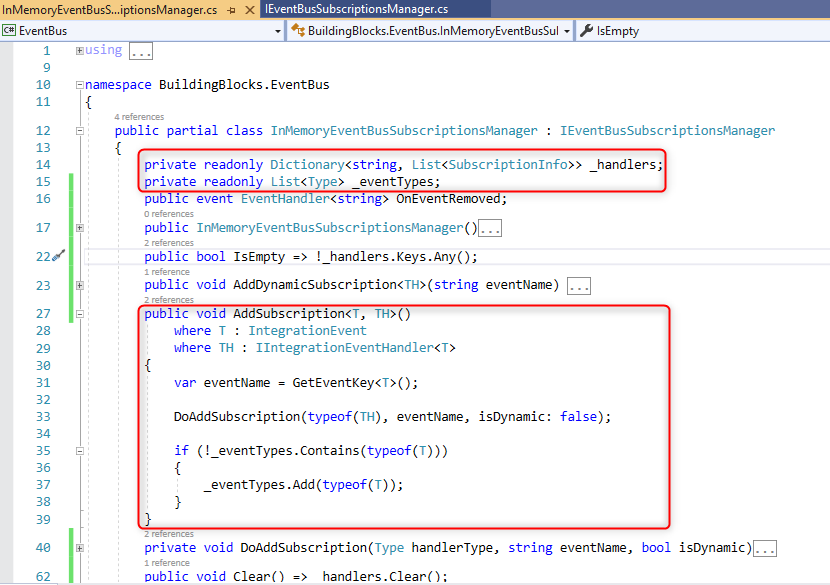 InMemoryEventBusS...iptionsManager.cs IEventBusSubscriptionsManager.cs
C# EventBus BuildingBlocks.EventBus.InMemoryEventBusSul IsEmpty
1 using ...
9
10 namespace BuildingBlocks.EventBus
11 {
4 references
12 public partial class InMemoryEventBusSubscriptionsManager : IEventBusSubscriptionsManager
13 {
14 private readonly Dictionary<string, List<SubscriptionInfo>> _handlers;
15 private readonly List<Type> _eventTypes;
16 public event EventHandler<string> OnEventRemoved;
0 references
17 public InMemoryEventBusSubscriptionsManager()...
2 references
22 public bool IsEmpty => !_handlers.Keys.Any();
1 reference
23 public void AddDynamicSubscription<TH>(string eventName) ...
2 references
27 public void AddSubscription<T, TH>()
28 where T : IntegrationEvent
29 where TH : IIntegrationEventHandler<T>
30 {
31 var eventName = GetEventKey<T>();
32
33 DoAddSubscription(typeof(TH), eventName, isDynamic: false);
34
35 if (!_eventTypes.Contains(typeof(T)))
36 {
37 _eventTypes.Add(typeof(T));
38 }
39 }
2 references
40 private void DoAddSubscription(Type handlerType, string eventName, bool isDynamic)...
1 reference
62 public void Clear() => _handlers.Clear();